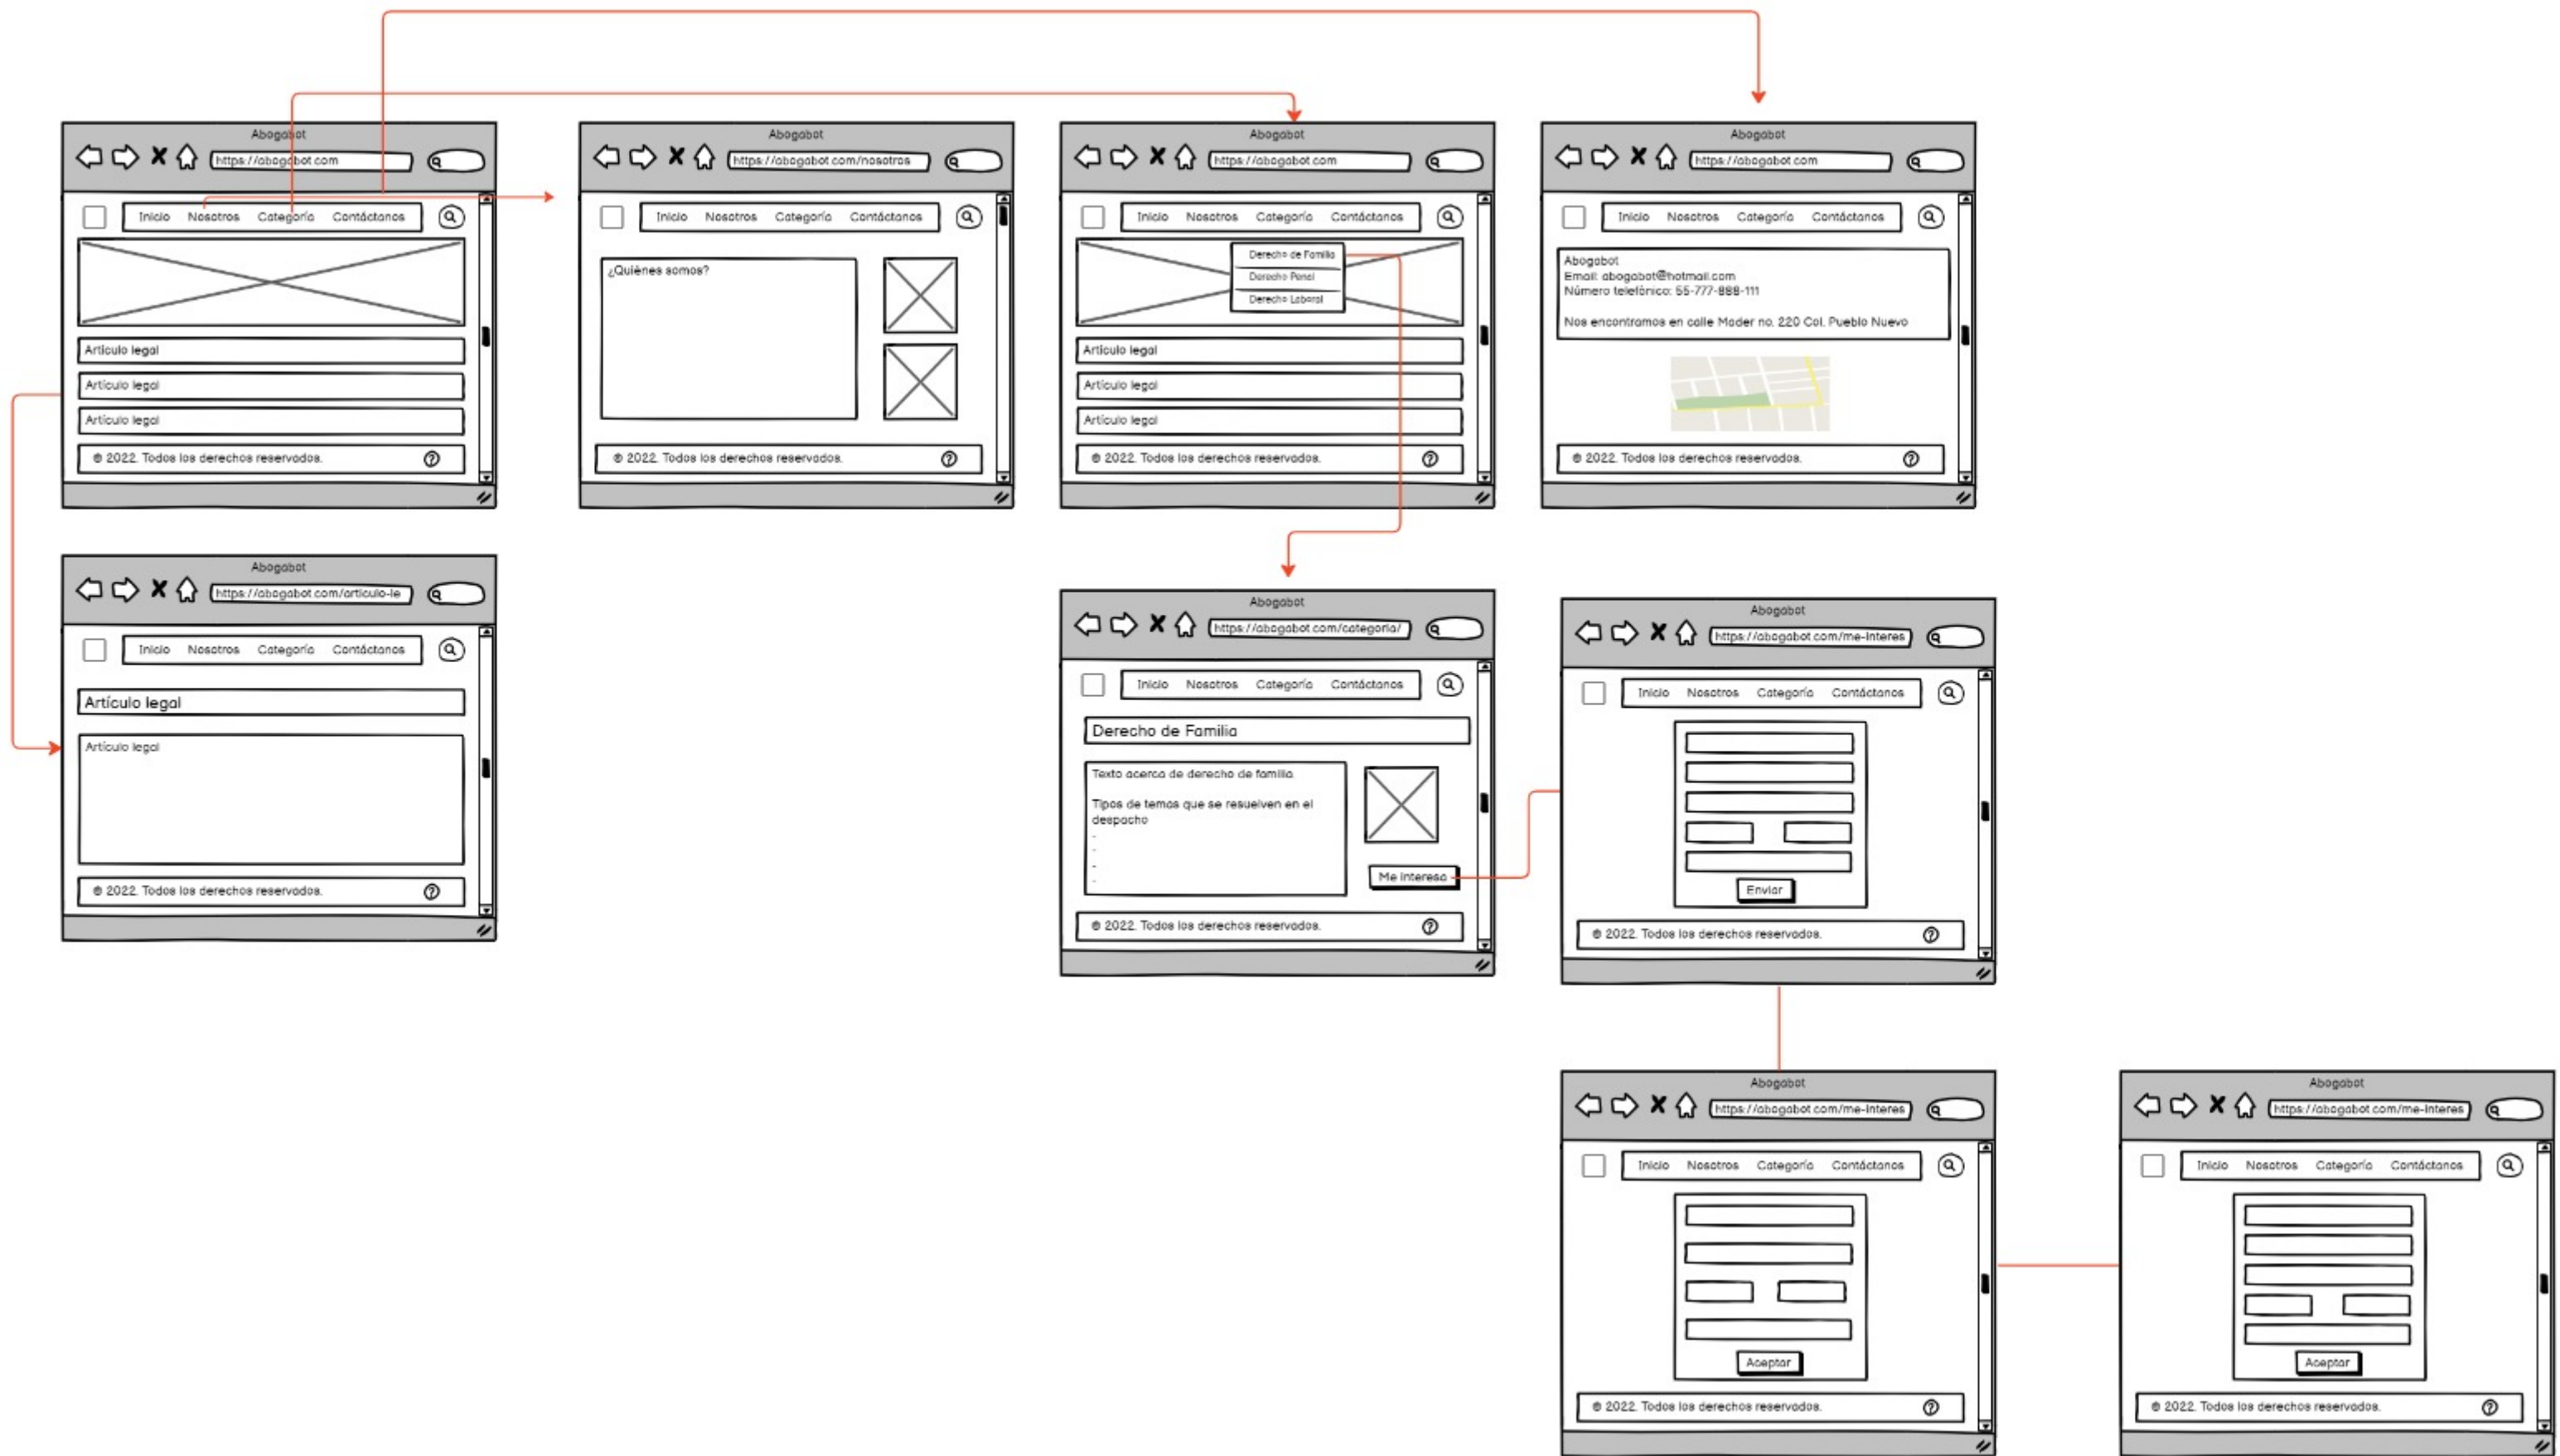 Abogabot
https://abogabot.com
Inicio Nosotros Categoría Contáctanos
Artículo legal
Artículo legal
Artículo legal
© 2022. Todos los derechos reservados.
Abogabot
https://abogabot.com/nosotros
Inicio Nosotros Categoría Contáctanos
¿Quiénes somos?
© 2022. Todos los derechos reservados.
Abogabot
https://abogabot.com
Inicio Nosotros Categoría Contáctanos
Derecho de Familia
Derecho Penal
Derecho Laboral
Artículo legal
Artículo legal
Artículo legal
© 2022. Todos los derechos reservados.
Abogabot
https://abogabot.com
Inicio Nosotros Categoría Contáctanos
Abogabot
Email: abogabot@hotmail.com
Número telefónico: 55-777-888-111
Nos encontramos en calle Mader no. 220 Col. Pueblo Nuevo
© 2022. Todos los derechos reservados.
Abogabot
https://abogabot.com/articulo-le
Inicio Nosotros Categoría Contáctanos
Artículo legal
Artículo legal
© 2022. Todos los derechos reservados.
Abogabot
https://abogabot.com/categoria/
Inicio Nosotros Categoría Contáctanos
Derecho de Familia
Texto acerca de derecho de familia
Tipos de temas que se resuelven en el
despacho
-
-
-
-
Me interesa
© 2022. Todos los derechos reservados.
Abogabot
https://abogabot.com/me-interes
Inicio Nosotros Categoría Contáctanos
Enviar
© 2022. Todos los derechos reservados.
Abogabot
https://abogabot.com/me-interes
Inicio Nosotros Categoría Contáctanos
Aceptar
© 2022. Todos los derechos reservados.
Abogabot
https://abogabot.com/me-interes
Inicio Nosotros Categoría Contáctanos
Aceptar
© 2022. Todos los derechos reservados.